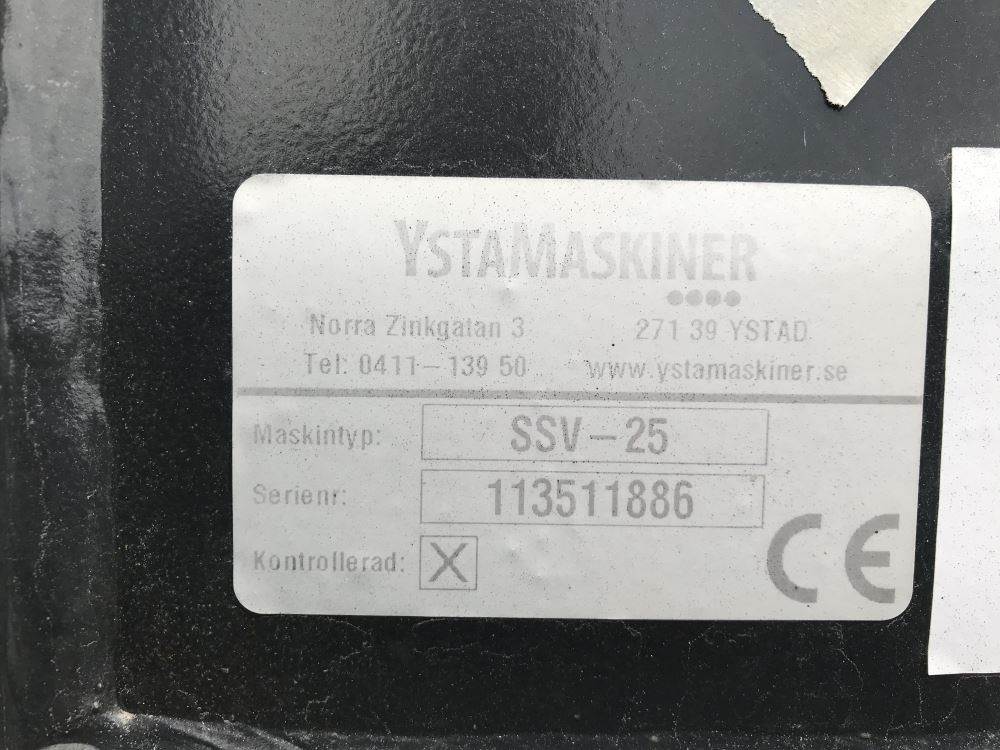 YSTAMASKINER
Norra Zinkgatan 3 271 39 YSTAD
Tel: 0411-139 50 www.ystamaskiner.se
Maskintyp: SSV-25
Serienr: 113511886
Kontrollerad: X
CE